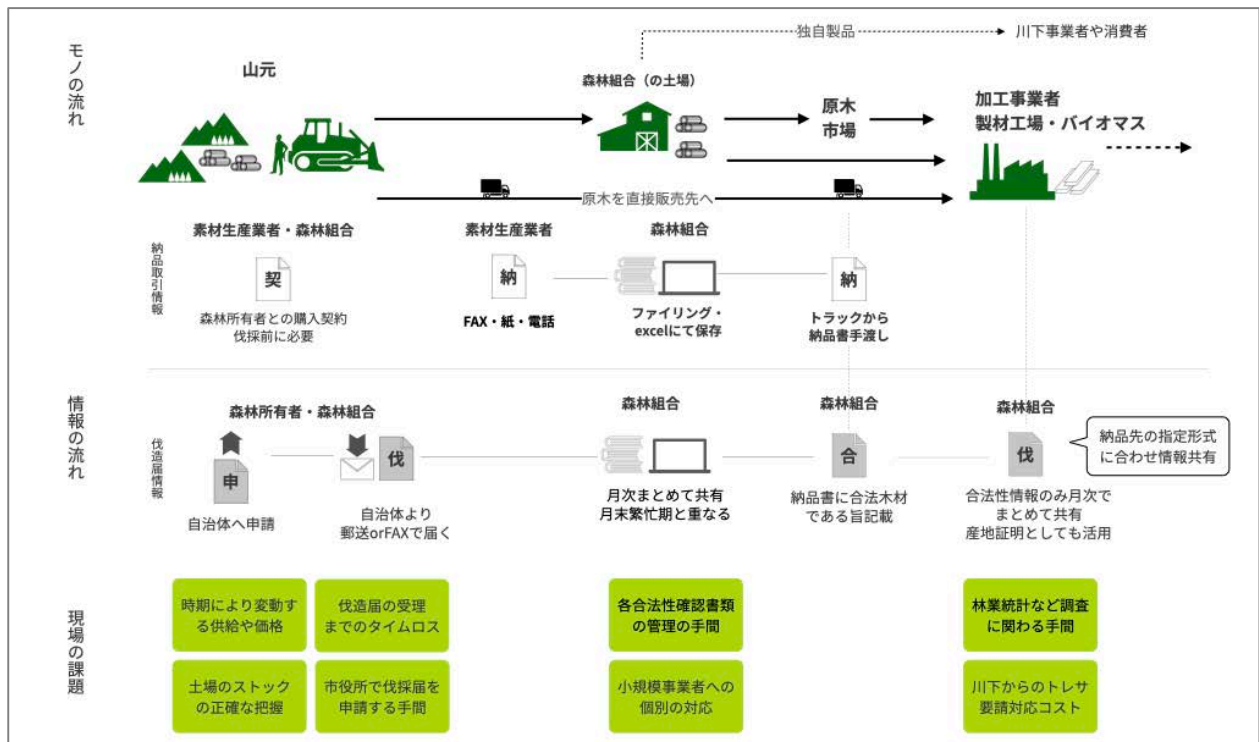 モノの流れ
独自製品
川下事業者や消費者
山元
森林組合（の土場）
原木
市場
加工事業者
製材工場・バイオマス
原木を直接販売先へ
納品取引情報
素材生産業者・森林組合
契
森林所有者との購入契約
伐採前に必要
素材生産業者
納
FAX・紙・電話
森林組合
ファイリング・
excelにて保存
納
トラックから
納品書手渡し
情報の流れ
伐造届情報
森林所有者・森林組合
申
自治体へ申請
伐
自治体より
郵送orFAXで届く
森林組合
月次まとめて共有
月末繁忙期と重なる
森林組合
合
納品書に合法木材
である旨記載
森林組合
伐
合法性情報のみ月次で
まとめて共有
産地証明としても活用
納品先の指定形式
に合わせ情報共有
現場の課題
時期により変動す
る供給や価格
伐造届の受理
までのタイムロス
各合法性確認書類
の管理の手間
林業統計など調査
に関わる手間
土場のストック
の正確な把握
市役所で伐採届を
申請する手間
小規模事業者への
個別の対応
川下からのトレサ
要請対応コスト